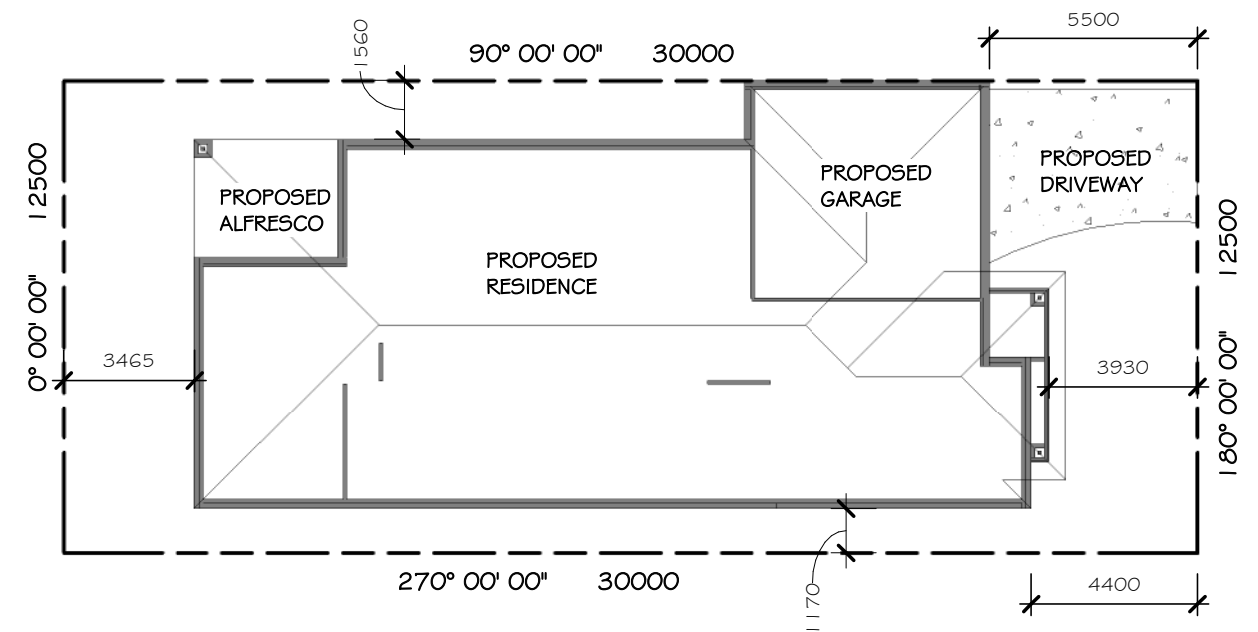 5500
1560
90° 00' 00" 30000
12500
PROPOSED
DRIVEWAY
PROPOSED
GARAGE
PROPOSED
ALFRESCO
12500
PROPOSED
RESIDENCE
0° 00' 00"
3465
3930
180° 00' 00"
270° 00' 00" 30000
1170
4400